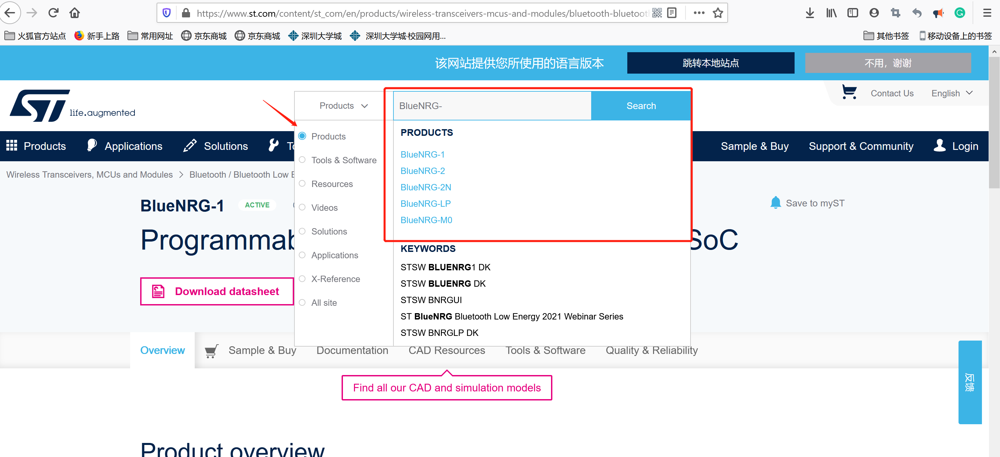 https://www.st.com/content/st_com/en/products/wireless-transceivers-mcus-and-modules/bluetooth-bluetoot
火狐官方站点 新手上路 常用网址 京东商城 京东商城 深圳大学城 深圳大学城·校园网用... 其他书签 移动设备上的书签
该网站提供您所使用的语言版本 跳转本地站点 不用，谢谢
ST life.augmented
Products BlueNRG- Search
Contact Us English
Products
Tools & Software
Resources
Videos
Solutions
Applications
X-Reference
All site
PRODUCTS
BlueNRG-1
BlueNRG-2
BlueNRG-2N
BlueNRG-LP
BlueNRG-M0
KEYWORDS
STSW BLUENRG1 DK
STSW BLUENRG DK
STSW BNRGUI
ST BlueNRG Bluetooth Low Energy 2021 Webinar Series
STSW BNRGLP DK
Products Applications Solutions Sample & Buy Support & Community Login
Wireless Transceivers, MCUs and Modules > Bluetooth / Bluetooth Low
BlueNRG-1 ACTIVE Save to myST
Programmab SoC
Download datasheet
Overview Sample & Buy Documentation CAD Resources Tools & Software Quality & Reliability
Find all our CAD and simulation models
反馈
Product overview